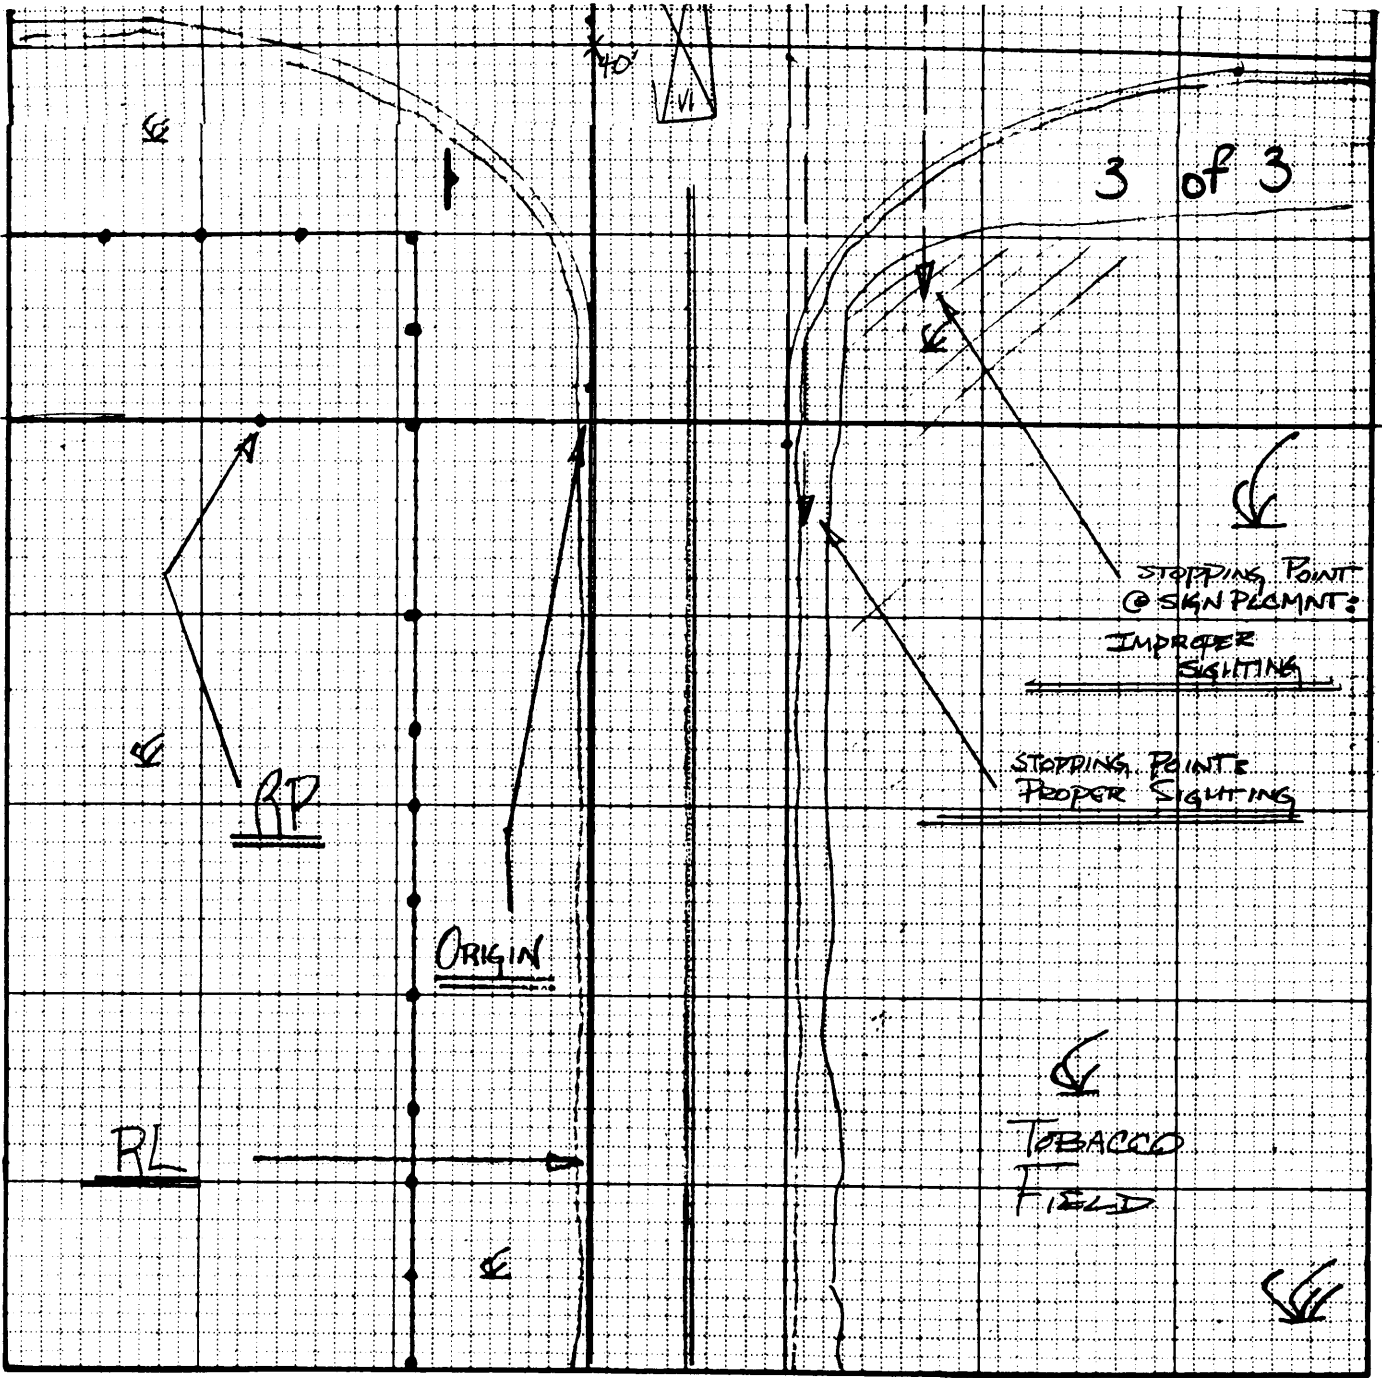 40'
V1
3 of 3
STOPPING POINT
@ SIGN PLCMNT:
IMPROPER
SIGHTING
STOPPING POINT:
PROPER SIGHTING
RP
ORIGIN
RL
TOBACCO
FIELD